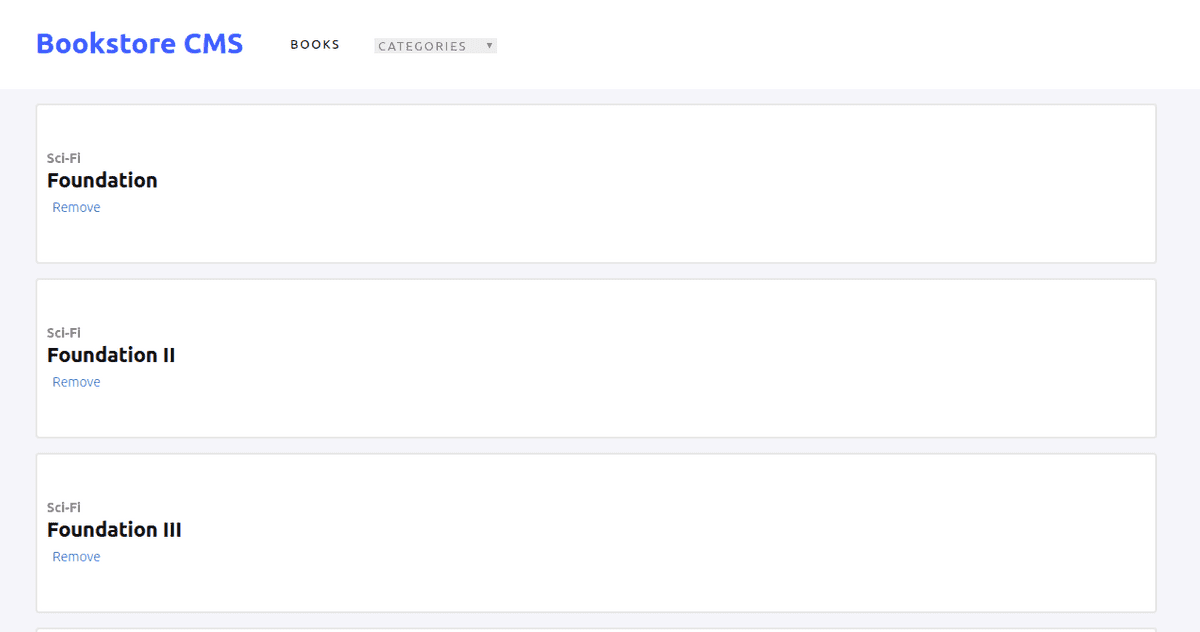 Bookstore CMS
BOOKS
CATEGORIES
Sci-Fi
Foundation
Remove
Sci-Fi
Foundation II
Remove
Sci-Fi
Foundation III
Remove